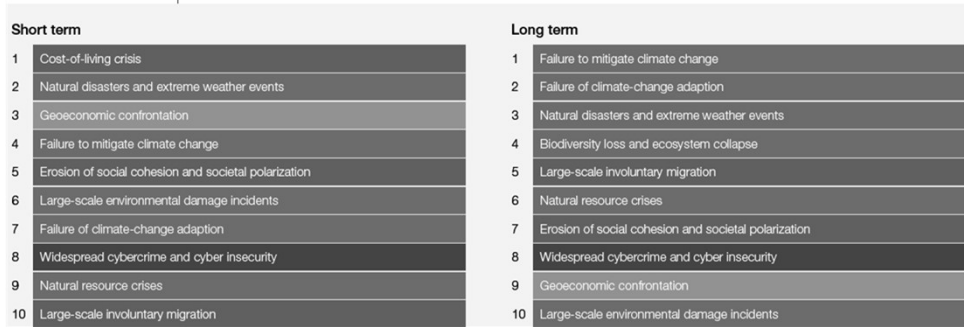 Short term
1 Cost-of-living crisis
2 Natural disasters and extreme weather events
3 Geoeconomic confrontation
4 Failure to mitigate climate change
5 Erosion of social cohesion and societal polarization
6 Large-scale environmental damage incidents
7 Failure of climate-change adaption
8 Widespread cybercrime and cyber insecurity
9 Natural resource crises
10 Large-scale involuntary migration
Long term
1 Failure to mitigate climate change
2 Failure of climate-change adaption
3 Natural disasters and extreme weather events
4 Biodiversity loss and ecosystem collapse
5 Large-scale involuntary migration
6 Natural resource crises
7 Erosion of social cohesion and societal polarization
8 Widespread cybercrime and cyber insecurity
9 Geoeconomic confrontation
10 Large-scale environmental damage incidents